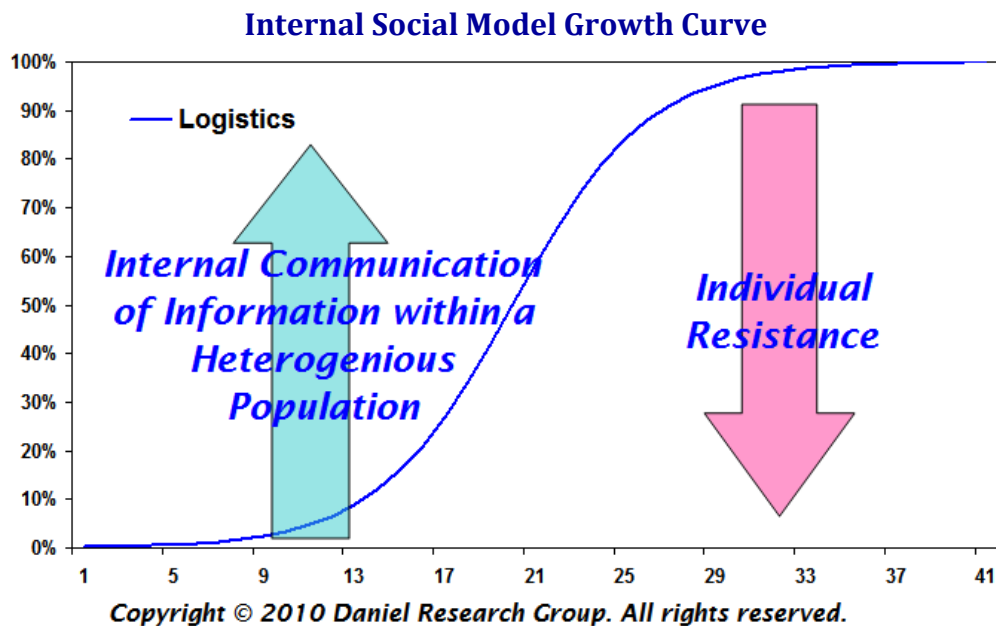 Internal Social Model Growth Curve
100%
90%
80%
70%
60%
50%
40%
30%
20%
10%
0%
Logistics
Internal Communication
of Information within a
Heterogenious
Population
Individual
Resistance
1 5 9 13 17 21 25 29 33 37 41
Copyright © 2010 Daniel Research Group. All rights reserved.